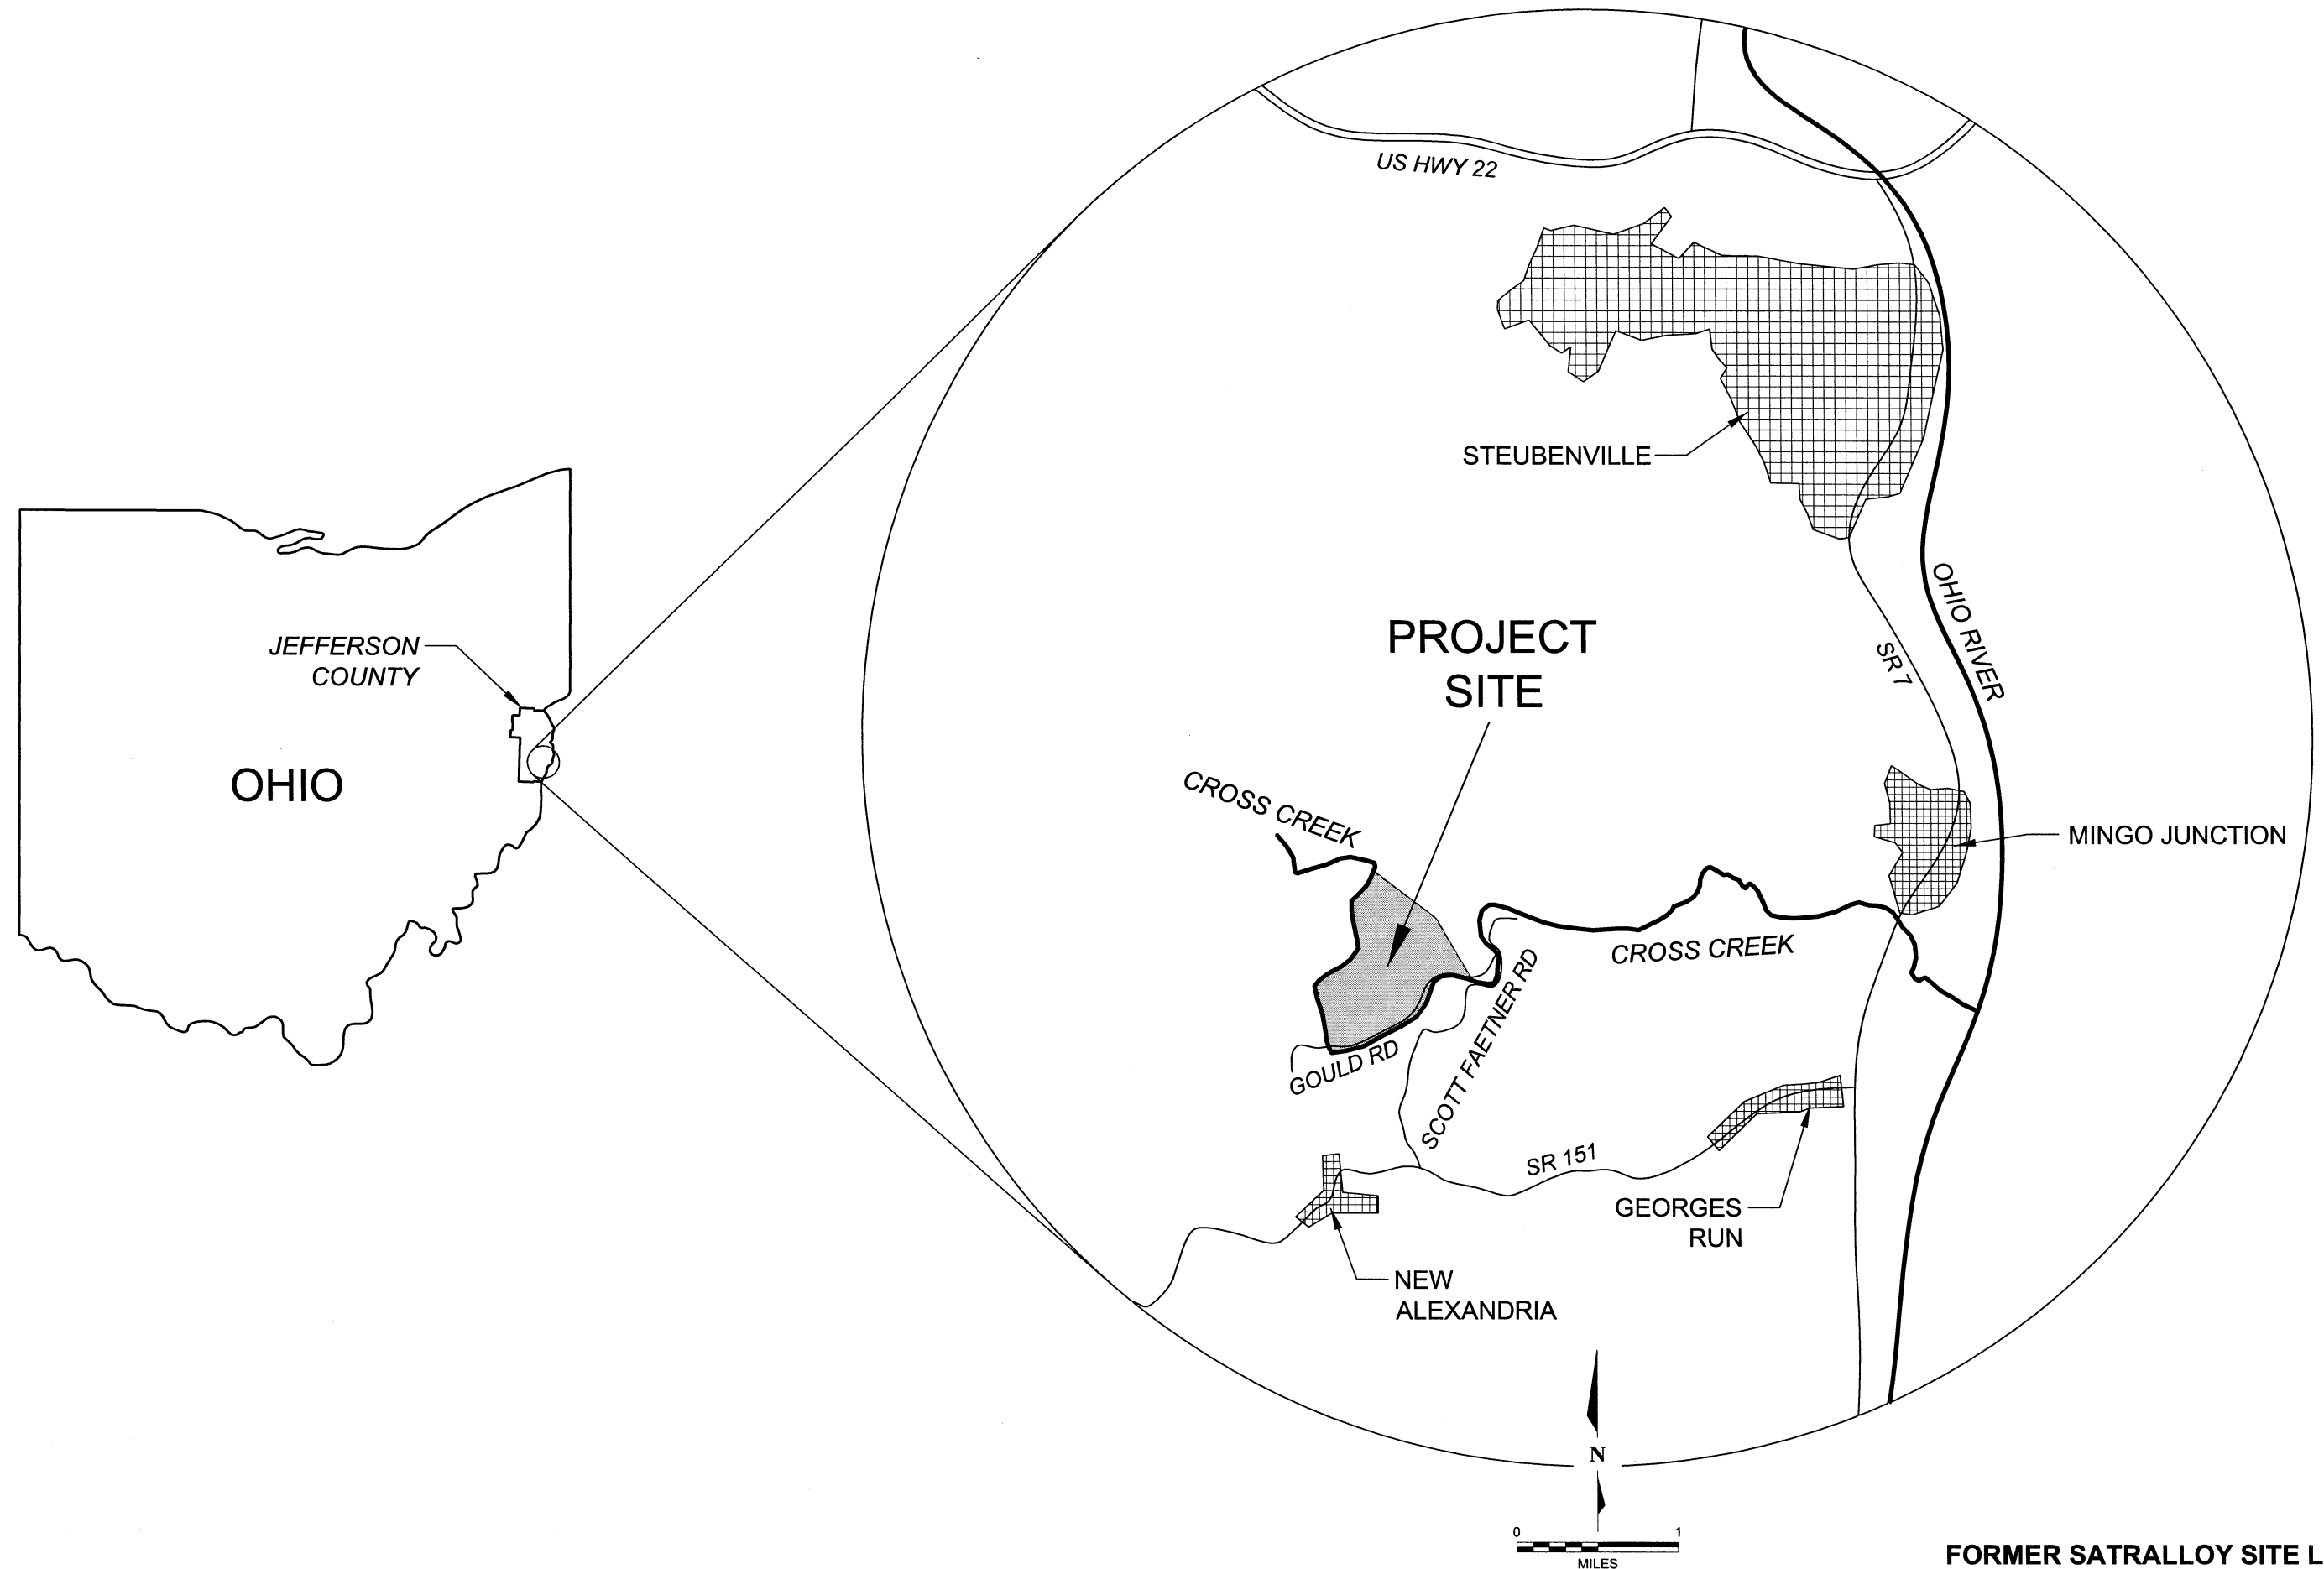 US HWY 22
STEUBENVILLE
OHIO RIVER
SR 7
PROJECT
SITE
JEFFERSON
COUNTY
OHIO
CROSS CREEK
MINGO JUNCTION
CROSS CREEK
SCOTT FAETNER RD
GOULD RD
SR 151
GEORGES
RUN
NEW
ALEXANDRIA
N
0 1
MILES
FORMER SATRALLOY SITE L